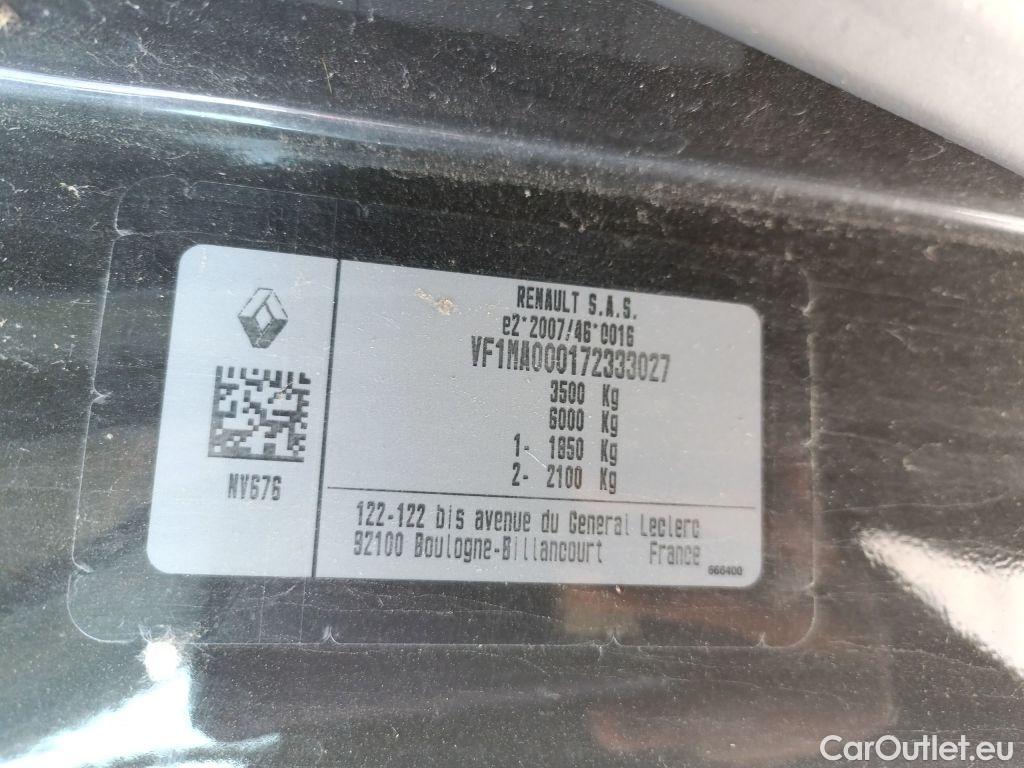 RENAULT S.A.S.
e2*2007/46*0016
VF1MA000172333027
3500 Kg
6000 Kg
1- 1850 Kg
2- 2100 Kg
NV676
122-122 bis avenue du General Leclerc
92100 Boulogne-Billancourt France
666400
CarOutlet.eu